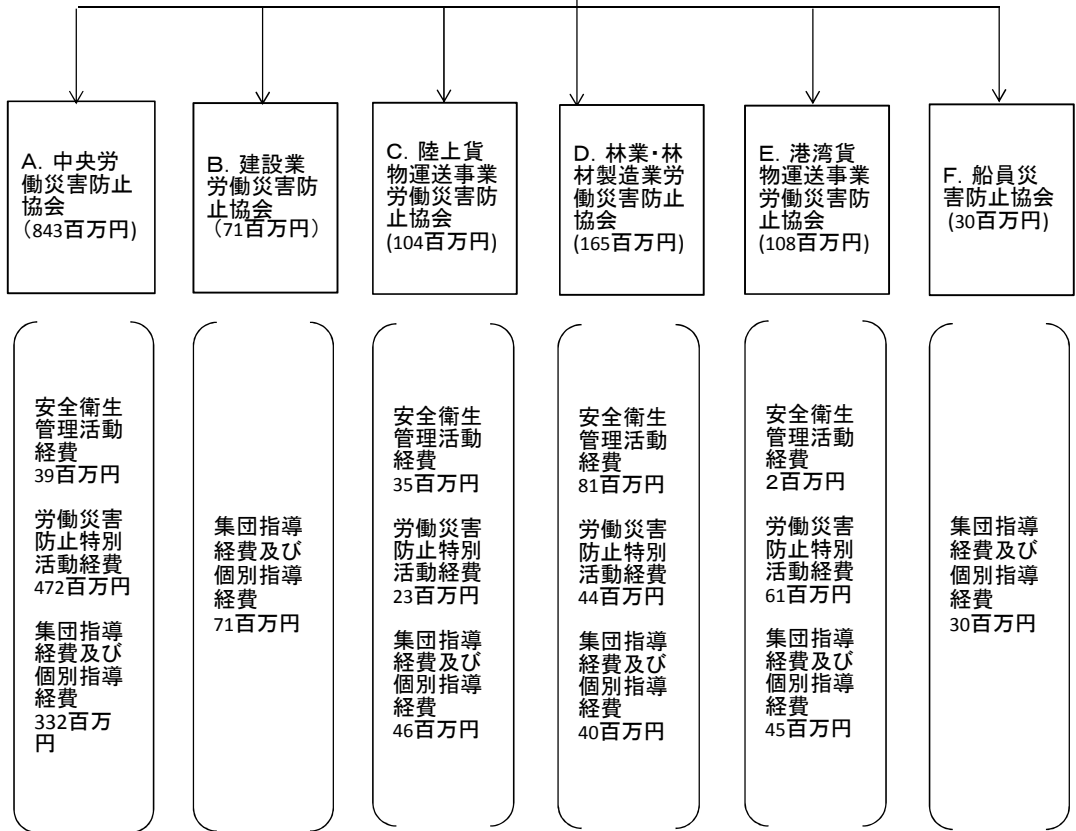 A. 中央労
働災害防止
協会
(843百万円)
B. 建設業
労働災害防
止協会
(71百万円)
C. 陸上貨
物運送事業
労働災害防
止協会
(104百万円)
D. 林業・林
材製造業労
働災害防止
協会
(165百万円)
E. 港湾貨
物運送事業
労働災害防
止協会
(108百万円)
F. 船員災
害防止協会
(30百万円)
安全衛生
管理活動
経費
39百万円
労働災害
防止特別
活動経費
472百万円
集団指導
経費及び
個別指導
経費
332百万
円
集団指導
経費及び
個別指導
経費
71百万円
安全衛生
管理活動
経費
35百万円
労働災害
防止特別
活動経費
23百万円
集団指導
経費及び
個別指導
経費
46百万円
安全衛生
管理活動
経費
81百万円
労働災害
防止特別
活動経費
44百万円
集団指導
経費及び
個別指導
経費
40百万円
安全衛生
管理活動
経費
2百万円
労働災害
防止特別
活動経費
61百万円
集団指導
経費及び
個別指導
経費
45百万円
集団指導
経費及び
個別指導
経費
30百万円